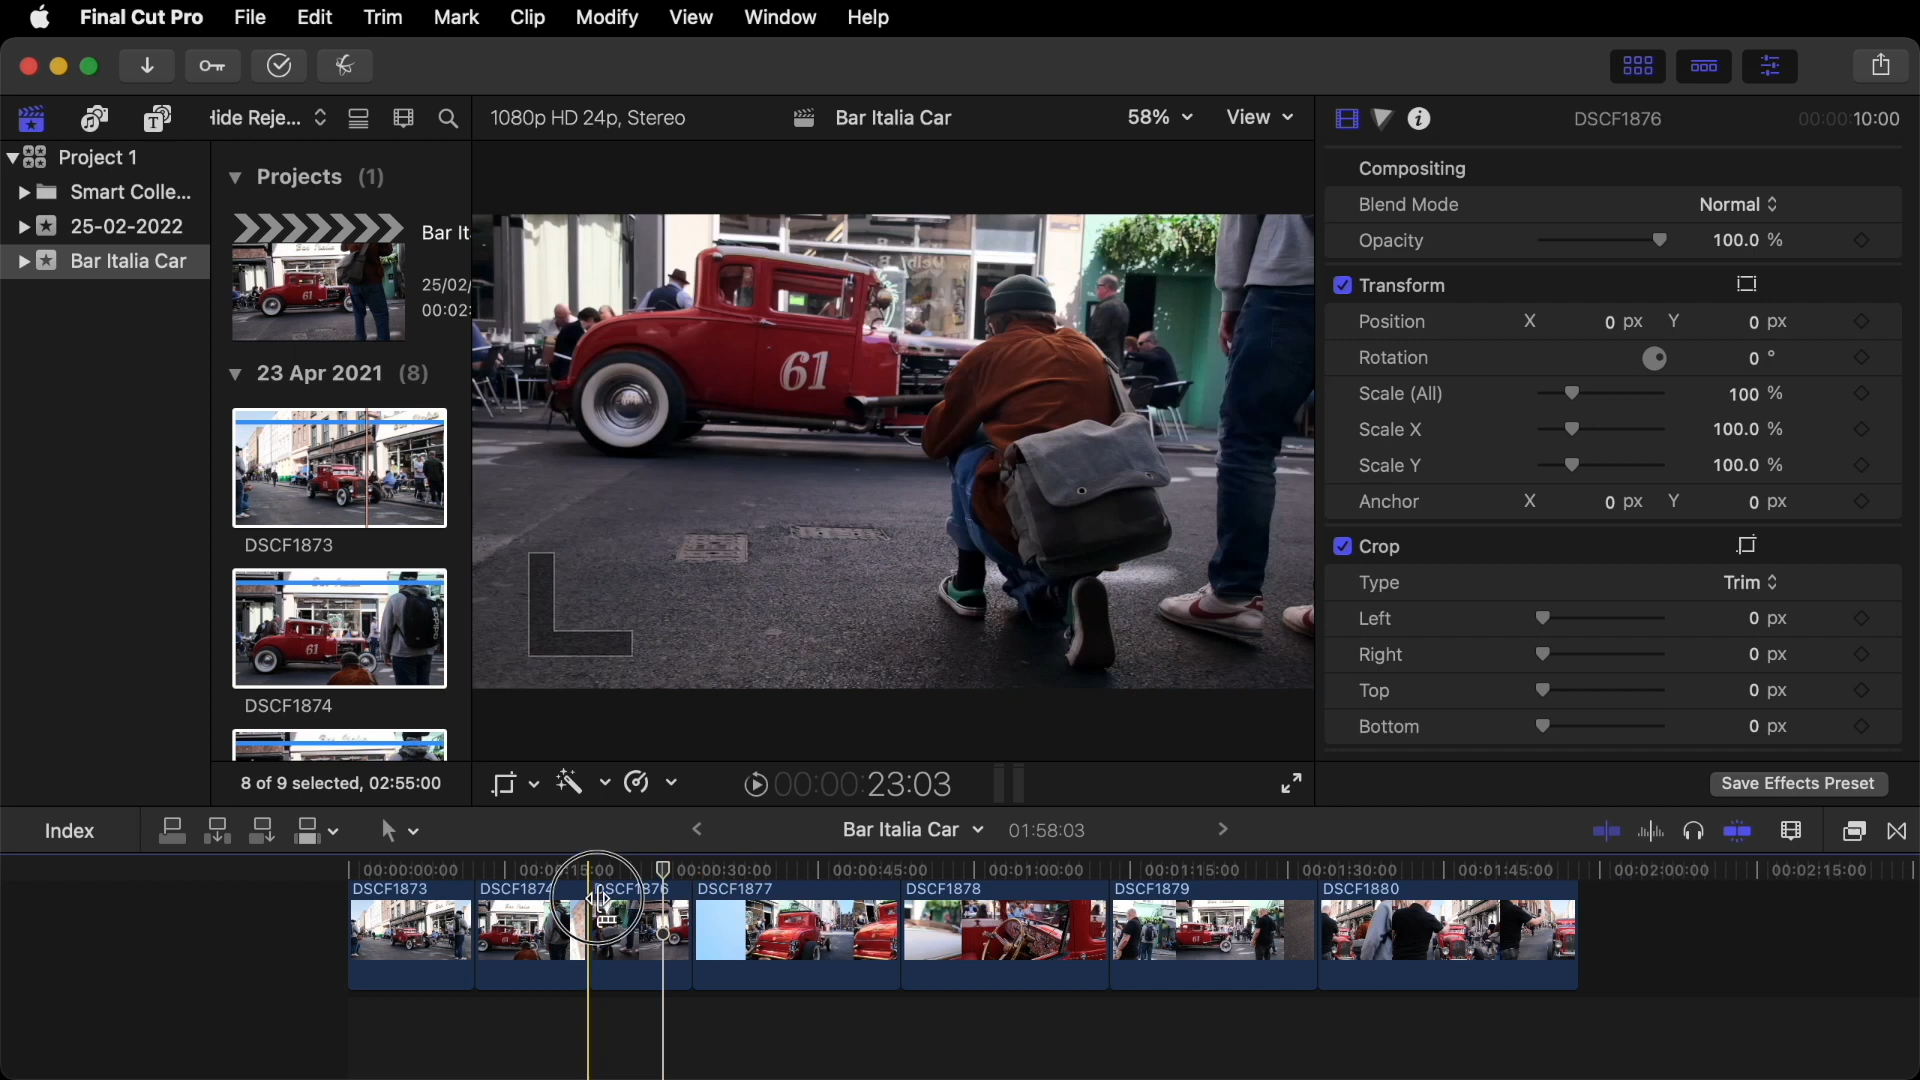 Final Cut Pro File Edit Trim Mark Clip Modify View Window Help
Hide Reje...
1080p HD 24p, Stereo
Bar Italia Car
58%
View
DSCF1876
00:00:10:00
Project 1
Smart Colle...
25-02-2022
Bar Italia Car
Projects (1)
Bar It
25/02/
00:02:
23 Apr 2021 (8)
DSCF1873
DSCF1874
8 of 9 selected, 02:55:00
61
Compositing
Blend Mode Normal
Opacity 100.0 %
Transform
Position X 0 px Y 0 px
Rotation 0 °
Scale (All) 100 %
Scale X 100.0 %
Scale Y 100.0 %
Anchor X 0 px Y 0 px
Crop
Type Trim
Left 0 px
Right 0 px
Top 0 px
Bottom 0 px
Save Effects Preset
00:00:23:03
Index
Bar Italia Car
01:58:03
00:00:00:00 00:00:15:00 00:00:30:00 00:00:45:00 00:01:00:00 00:01:15:00 00:01:30:00 00:01:45:00 00:02:00:00 00:02:15:00
DSCF1873 DSCF1874 DSCF1876 DSCF1877 DSCF1878 DSCF1879 DSCF1880